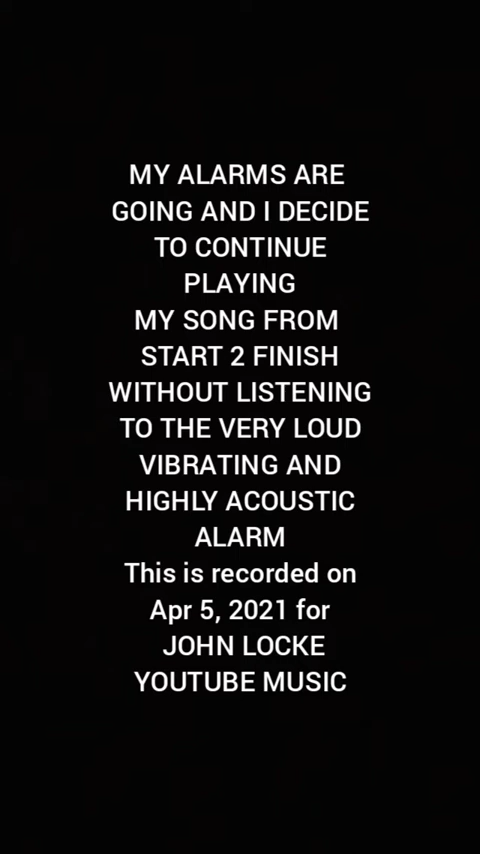 MY ALARMS ARE
GOING AND I DECIDE
TO CONTINUE
PLAYING
MY SONG FROM
START 2 FINISH
WITHOUT LISTENING
TO THE VERY LOUD
VIBRATING AND
HIGHLY ACOUSTIC
ALARM
This is recorded on
Apr 5, 2021 for
JOHN LOCKE
YOUTUBE MUSIC